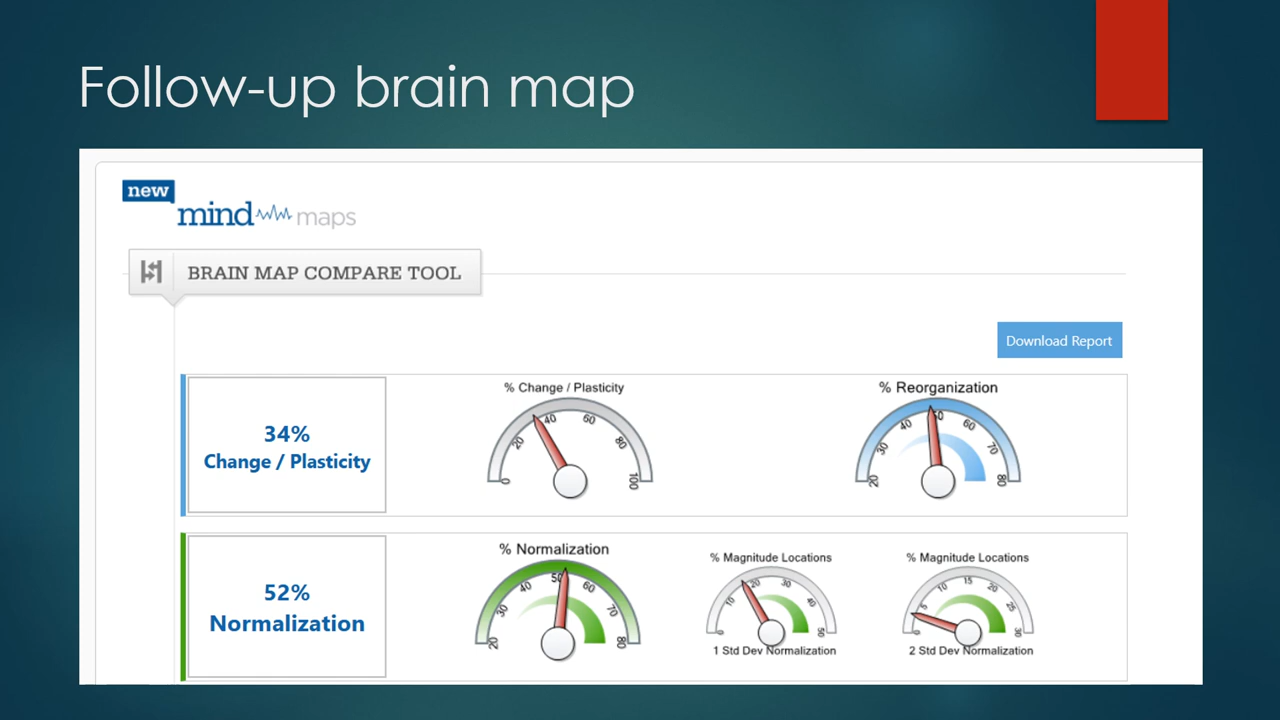 Follow-up brain map
new
mind maps
BRAIN MAP COMPARE TOOL
Download Report
34%
Change / Plasticity
% Change / Plasticity
0 20 40 60 80 100
% Reorganization
20 30 40 60 70 80
52%
Normalization
% Normalization
20 30 40 50 60 70 80
% Magnitude Locations
0 10 20 30 40 50
1 Std Dev Normalization
% Magnitude Locations
0 5 10 15 20 25 30
2 Std Dev Normalization